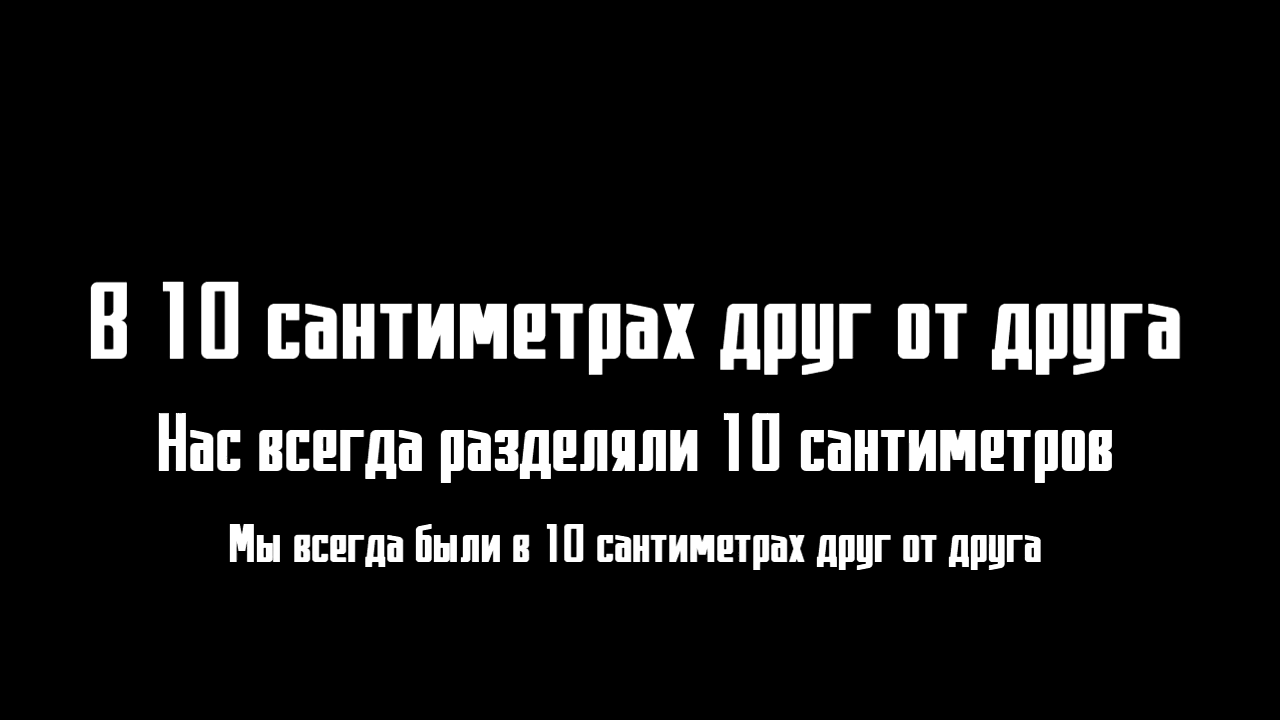 В 10 сантиметрах друг от друга
Нас всегда разделяли 10 сантиметров
Мы всегда были в 10 сантиметрах друг от друга